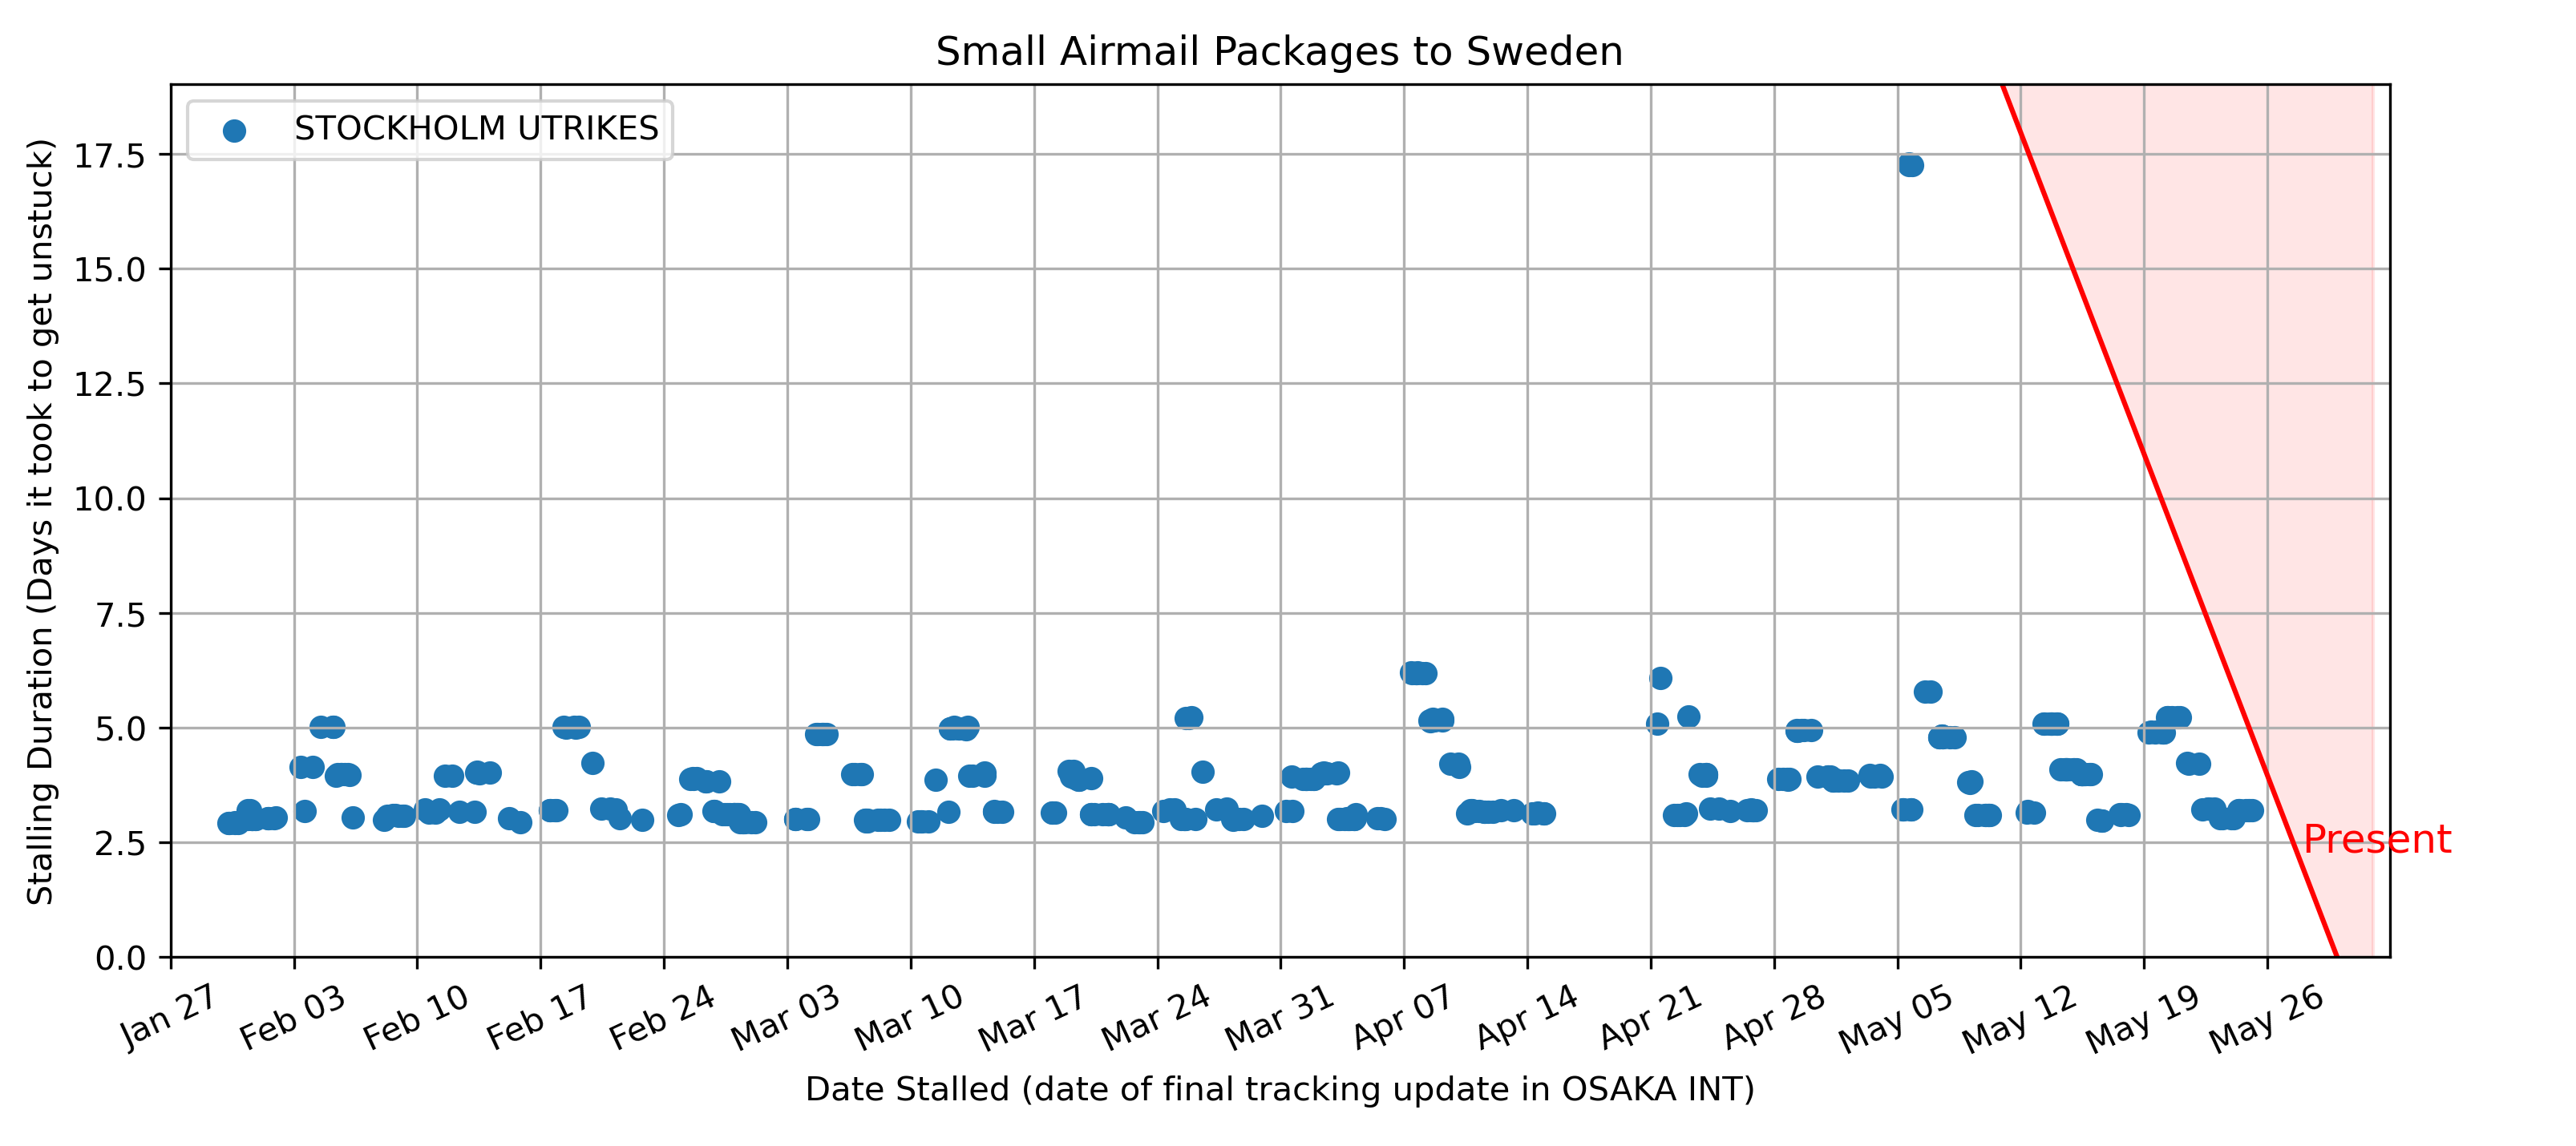 Small Airmail Packages to Sweden
STOCKHOLM UTRIKES
Stalling Duration (Days it took to get unstuck)
17.5
15.0
12.5
10.0
7.5
5.0
2.5
0.0
Present
Jan 27
Feb 03
Feb 10
Feb 17
Feb 24
Mar 03
Mar 10
Mar 17
Mar 24
Mar 31
Apr 07
Apr 14
Apr 21
Apr 28
May 05
May 12
May 19
May 26
Date Stalled (date of final tracking update in OSAKA INT)